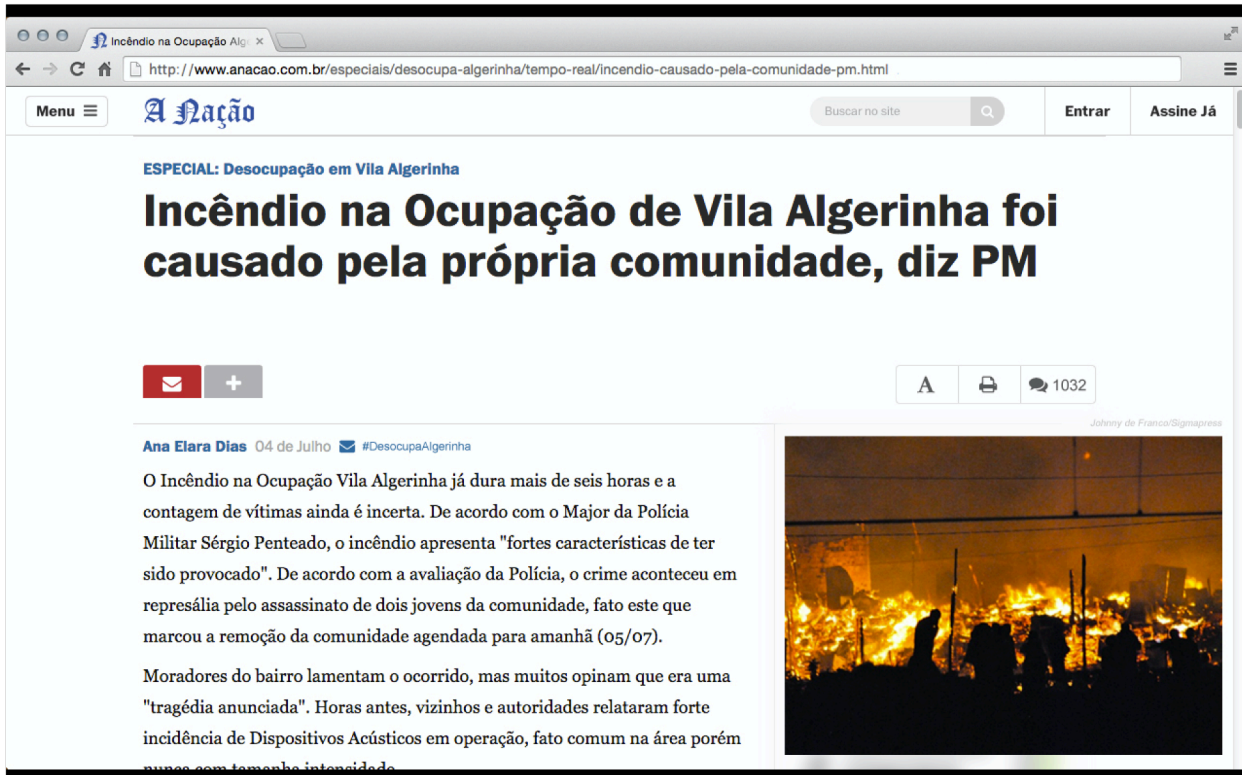 Incêndio na Ocupação Alg
http://www.anacao.com.br/especiais/desocupa-algerinha/tempo-real/incendio-causado-pela-comunidade-pm.html
Menu
A Nação
Buscar no site
Entrar
Assine Já
ESPECIAL: Desocupação em Vila Algerinha
Incêndio na Ocupação de Vila Algerinha foi
causado pela própria comunidade, diz PM
A
1032
Johnny de Franco/Sigmapress
Ana Elara Dias 04 de Julho #DesocupaAlgerinha
O Incêndio na Ocupação Vila Algerinha já dura mais de seis horas e a
contagem de vítimas ainda é incerta. De acordo com o Major da Polícia
Militar Sérgio Penteado, o incêndio apresenta "fortes características de ter
sido provocado". De acordo com a avaliação da Polícia, o crime aconteceu em
represália pelo assassinato de dois jovens da comunidade, fato este que
marcou a remoção da comunidade agendada para amanhã (05/07).
Moradores do bairro lamentam o ocorrido, mas muitos opinam que era uma
"tragédia anunciada". Horas antes, vizinhos e autoridades relataram forte
incidência de Dispositivos Acústicos em operação, fato comum na área porém
nunca com tamanha intensidade